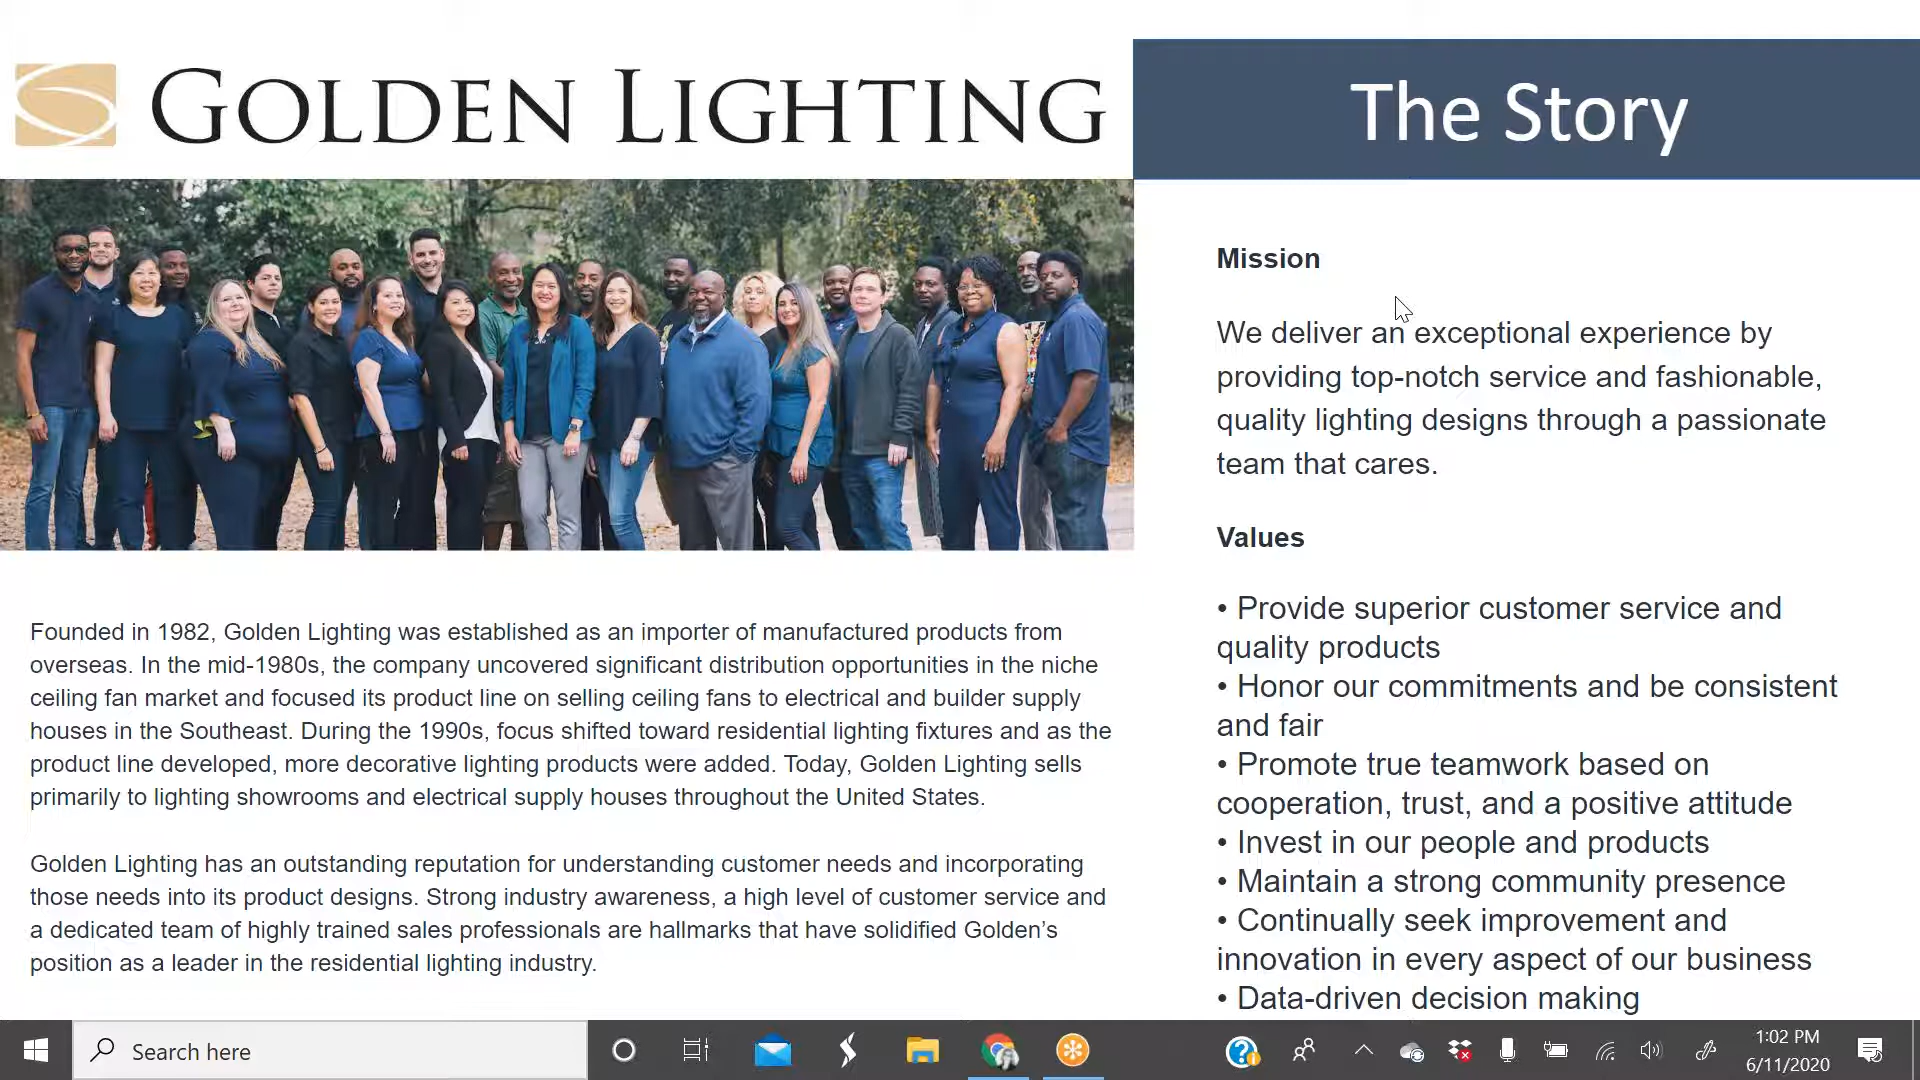 GOLDEN LIGHTING
The Story
Mission
We deliver an exceptional experience by
providing top-notch service and fashionable,
quality lighting designs through a passionate
team that cares.
Values
• Provide superior customer service and
quality products
• Honor our commitments and be consistent
and fair
• Promote true teamwork based on
cooperation, trust, and a positive attitude
• Invest in our people and products
• Maintain a strong community presence
• Continually seek improvement and
innovation in every aspect of our business
• Data-driven decision making
Founded in 1982, Golden Lighting was established as an importer of manufactured products from
overseas. In the mid-1980s, the company uncovered significant distribution opportunities in the niche
ceiling fan market and focused its product line on selling ceiling fans to electrical and builder supply
houses in the Southeast. During the 1990s, focus shifted toward residential lighting fixtures and as the
product line developed, more decorative lighting products were added. Today, Golden Lighting sells
primarily to lighting showrooms and electrical supply houses throughout the United States.
Golden Lighting has an outstanding reputation for understanding customer needs and incorporating
those needs into its product designs. Strong industry awareness, a high level of customer service and
a dedicated team of highly trained sales professionals are hallmarks that have solidified Golden’s
position as a leader in the residential lighting industry.
Search here
1:02 PM
6/11/2020